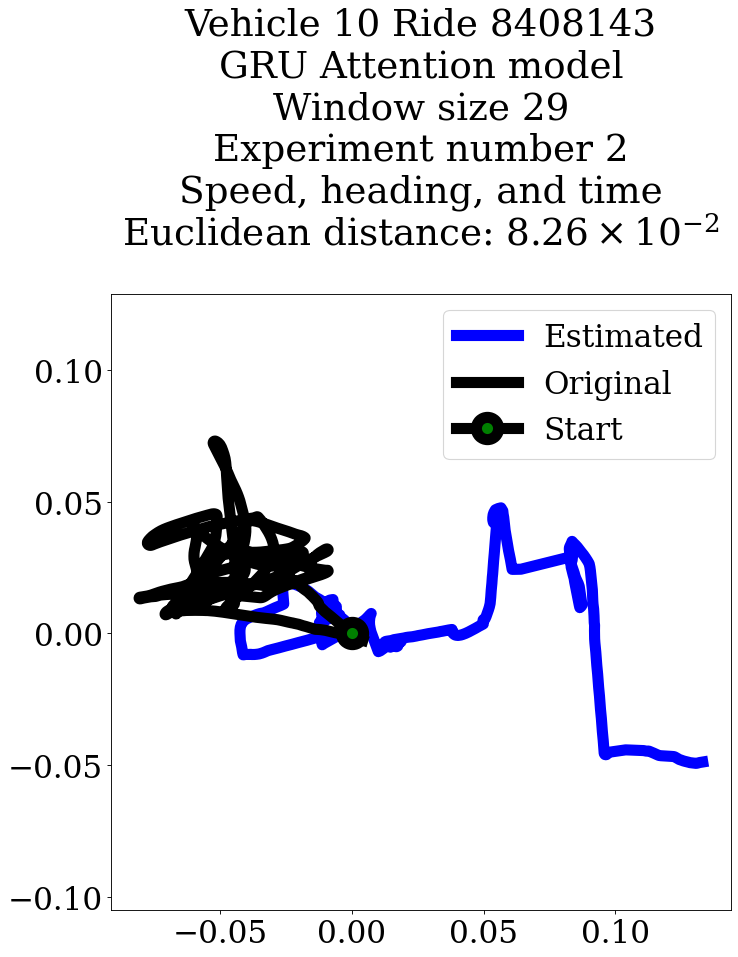 Vehicle 10 Ride 8408143
GRU Attention model
Window size 29
Experiment number 2
Speed, heading, and time
Euclidean distance: 8.26 × 10⁻²
Estimated
Original
Start
0.10
0.05
0.00
−0.05
−0.10
−0.05 0.00 0.05 0.10